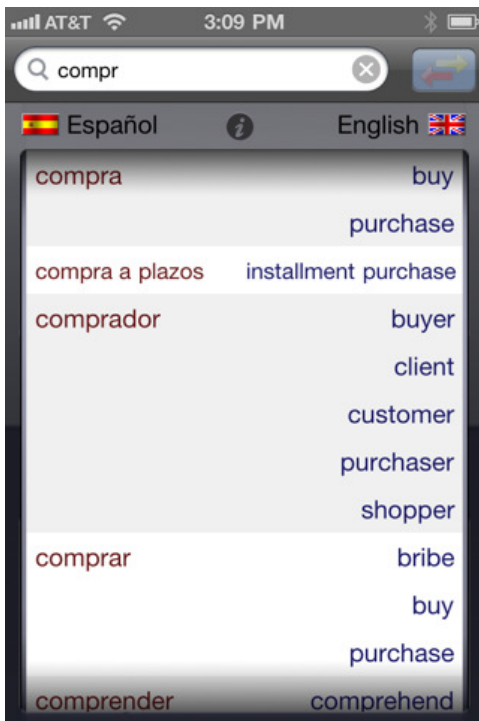 AT&T 3:09 PM
compr
Español English
compra buy
purchase
compra a plazos installment purchase
comprador buyer
client
customer
purchaser
shopper
comprar bribe
buy
purchase
comprender comprehend